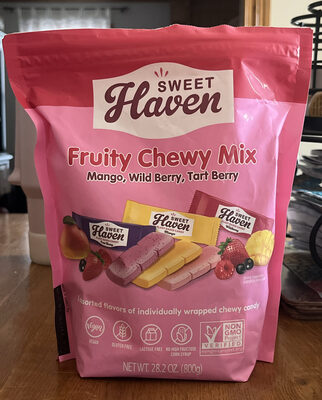 SWEET
Haven
Fruity Chewy Mix
Mango, Wild Berry, Tart Berry
SWEET
Haven
SWEET
Haven
SWEET
Haven
Assorted flavors of individually wrapped chewy candy
Vegan
VEGAN
GLUTEN FREE
LACTOSE FREE
NO HIGH FRUCTOSE
CORN SYRUP
NON
GMO
VERIFIED
NET WT. 28.2 OZ. (800g)